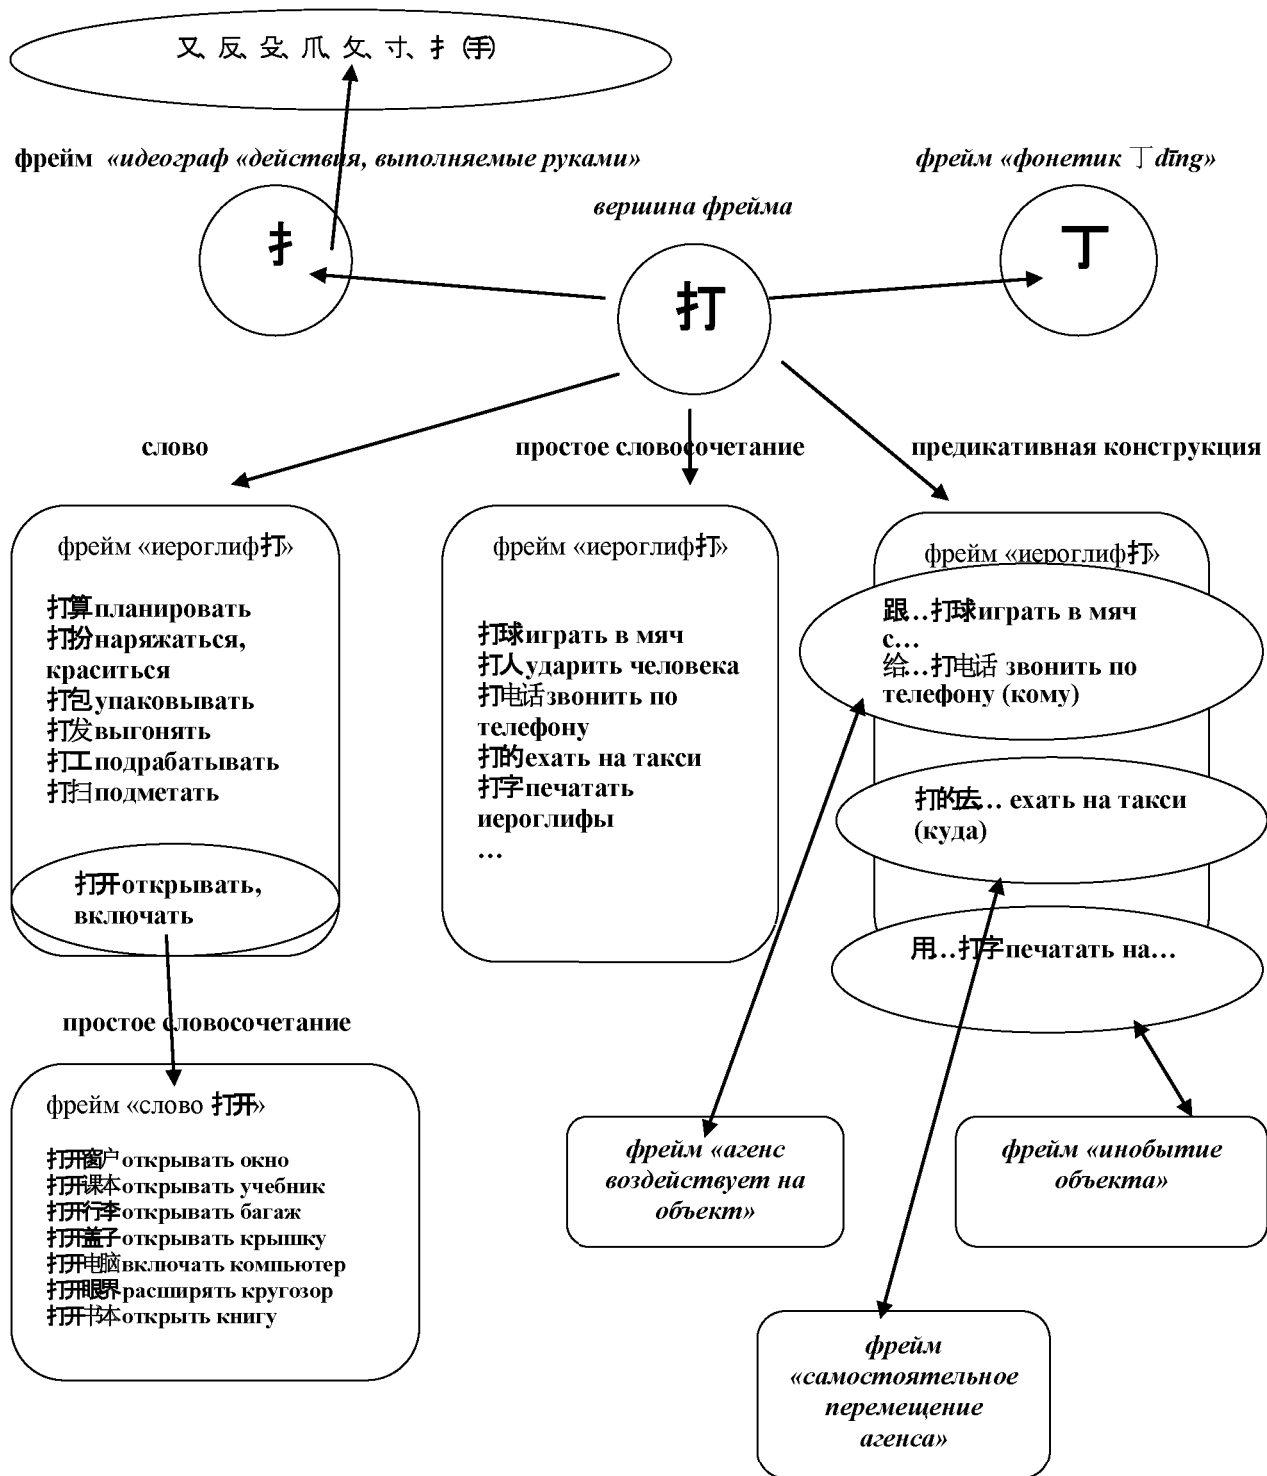 又、反、殳、爪、攵、寸、扌(手)
фрейм «идеограф «действия, выполняемые руками»
фрейм «фонетик 丁 dīng»
вершина фрейма
扌
丁
打
слово
простое словосочетание
предикативная конструкция
фрейм «иероглиф打»
打算планировать
打扮наряжаться,
краситься
打包упаковывать
打发выгонять
打工подрабатывать
打扫подметать
打开открывать,
включать
фрейм «иероглиф打»
打球играть в мяч
打人ударить человека
打电话звонить по
телефону
打的ехать на такси
打字печатать
иероглифы
…
фрейм «иероглиф打»
跟…打球играть в мяч
с…
给…打电话 звонить по
телефону (кому)
打的去… ехать на такси
(куда)
用…打字печатать на…
простое словосочетание
фрейм «слово 打开»
打开窗户открывать окно
打开课本открывать учебник
打开行李открывать багаж
打开盖子открывать крышку
打开电脑включать компьютер
打开眼界расширять кругозор
打开书本открыть книгу
фрейм «агенс
воздействует на
объект»
фрейм «инобытие
объекта»
фрейм
«самостоятельное
перемещение
агенса»